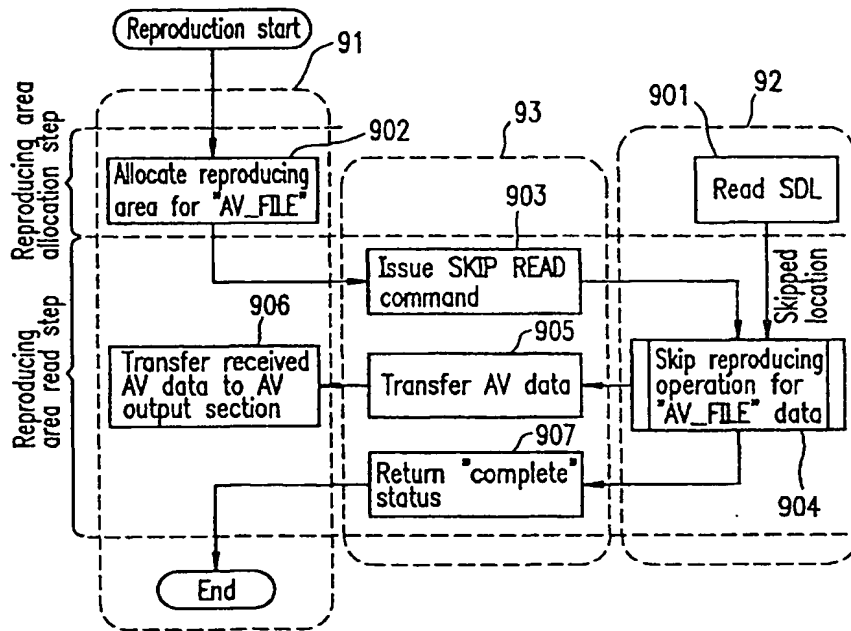 Reproduction start
91
92
93
901
902
Reproducing area
allocation step
Allocate reproducing
area for "AV_FILE"
Read SDL
903
Issue SKIP READ
command
Skipped
location
Reproducing
area read step
906
Transfer received
AV data to AV
output section
905
Transfer AV data
Skip reproducing
operation for
"AV_FILE" data
904
907
Return "complete"
status
End